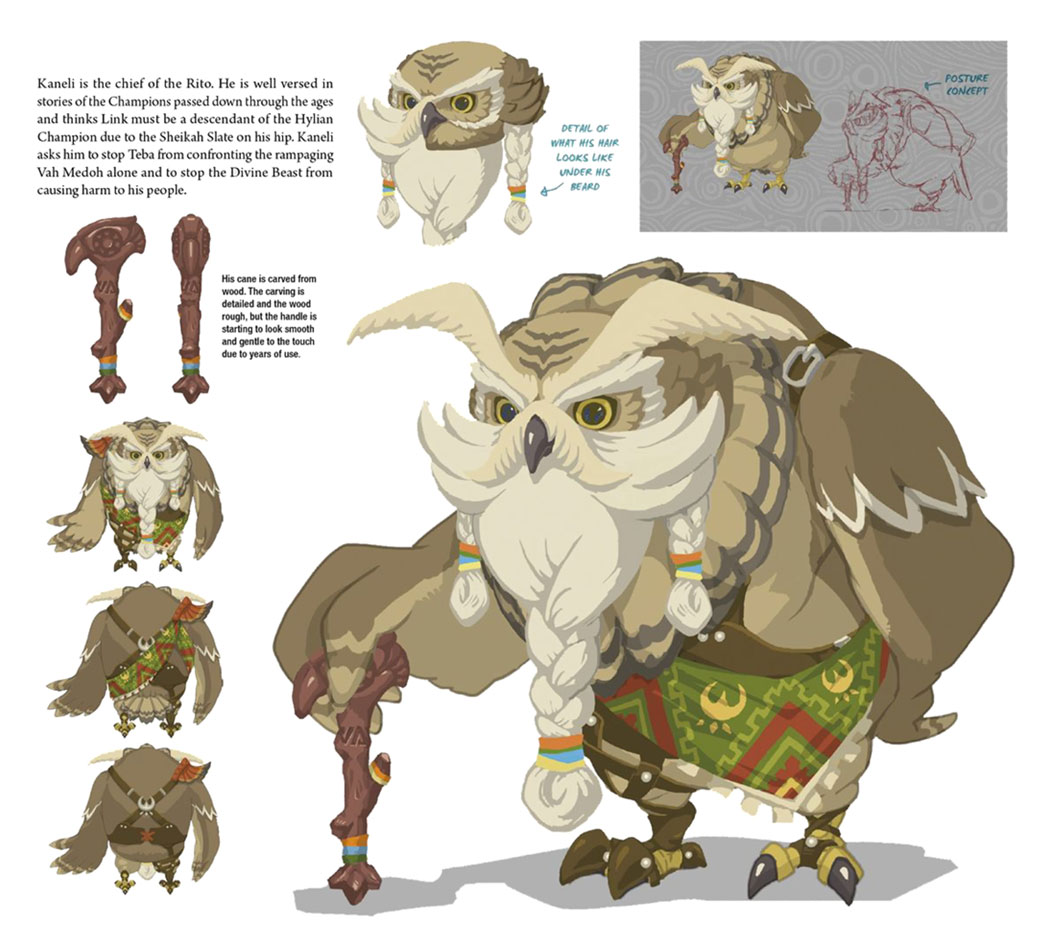 Kaneli is the chief of the Rito. He is well versed in
stories of the Champions passed down through the ages
and thinks Link must be a descendant of the Hylian
Champion due to the Sheikah Slate on his hip. Kaneli
asks him to stop Teba from confronting the rampaging
Vah Medoh alone and to stop the Divine Beast from
causing harm to his people.
DETAIL OF
WHAT HIS HAIR
LOOKS LIKE
UNDER HIS
BEARD
POSTURE
CONCEPT
His cane is carved from
wood. The carving is
detailed and the wood
rough, but the handle is
starting to look smooth
and gentle to the touch
due to years of use.